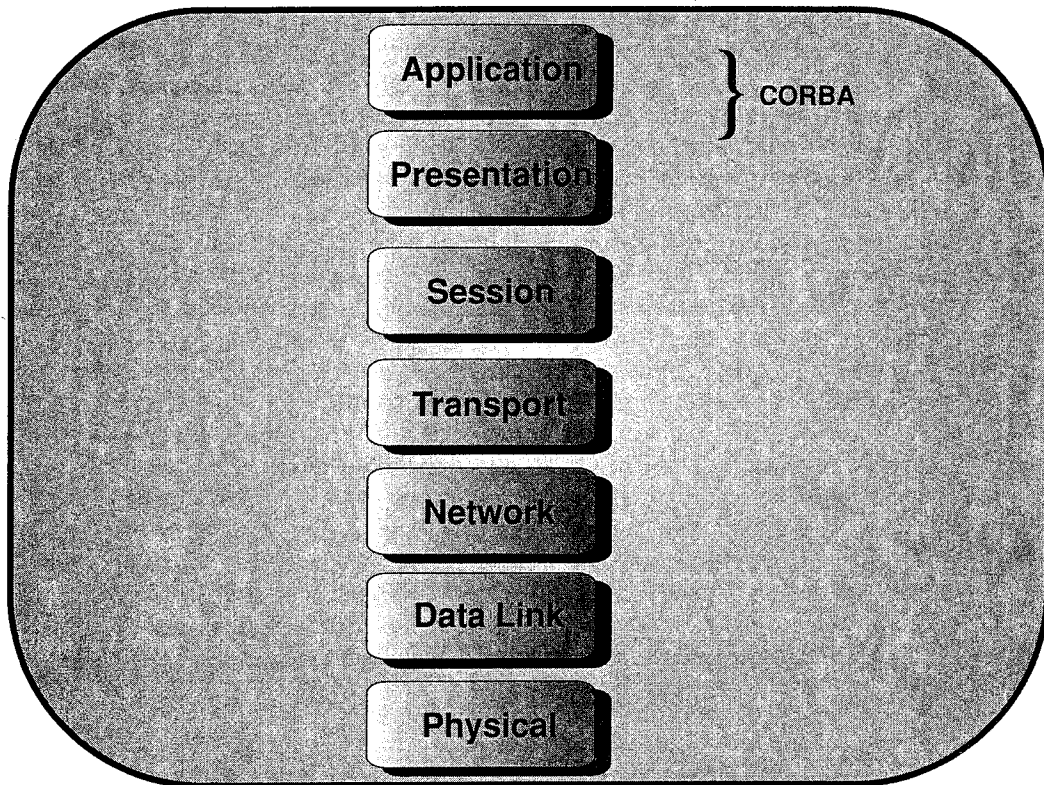 Application
CORBA
Presentation
Session
Transport
Network
Data Link
Physical